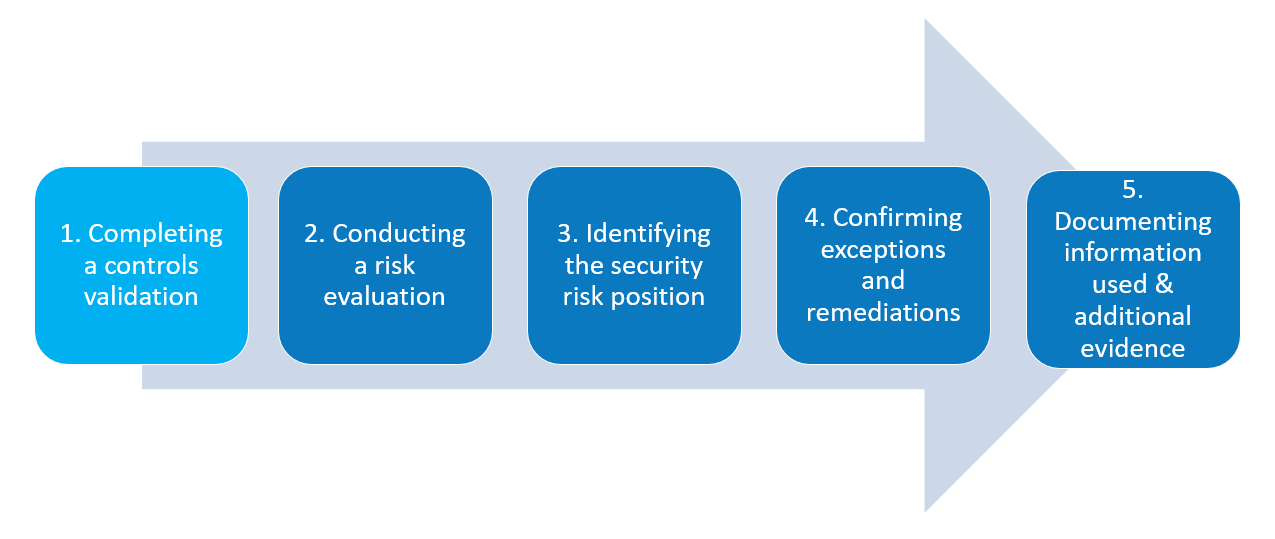 1. Completing
a controls
validation
2. Conducting
a risk
evaluation
3. Identifying
the security
risk position
4. Confirming
exceptions
and
remediations
5.
Documenting
information
used &
additional
evidence